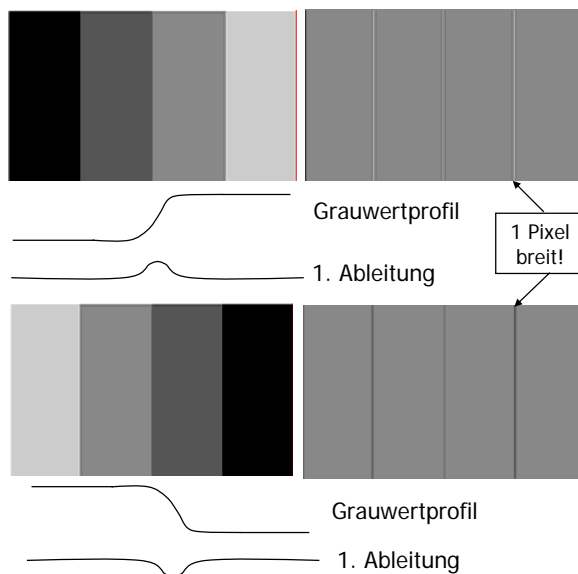 Grauwertprofil
1 Pixel
breit!
1. Ableitung
Grauwertprofil
1. Ableitung